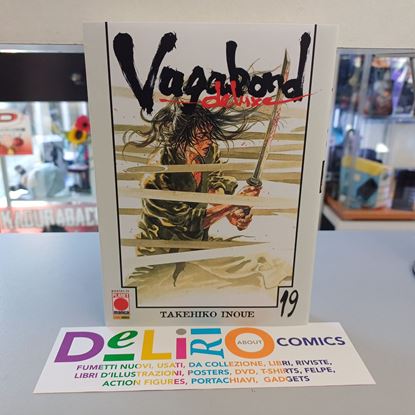 Vagabond
deluxe
PLANET
manga
TAKEHIKO INOUE
19
DeLiRiO ABOUT COMICS
FUMETTI NUOVI, USATI, DA COLLEZIONE, LIBRI, RIVISTE,
LIBRI D'ILLUSTRAZIONI, POSTERS, DVD, T-SHIRTS, FELPE,
ACTION FIGURES, PORTACHIAVI, GADGETS